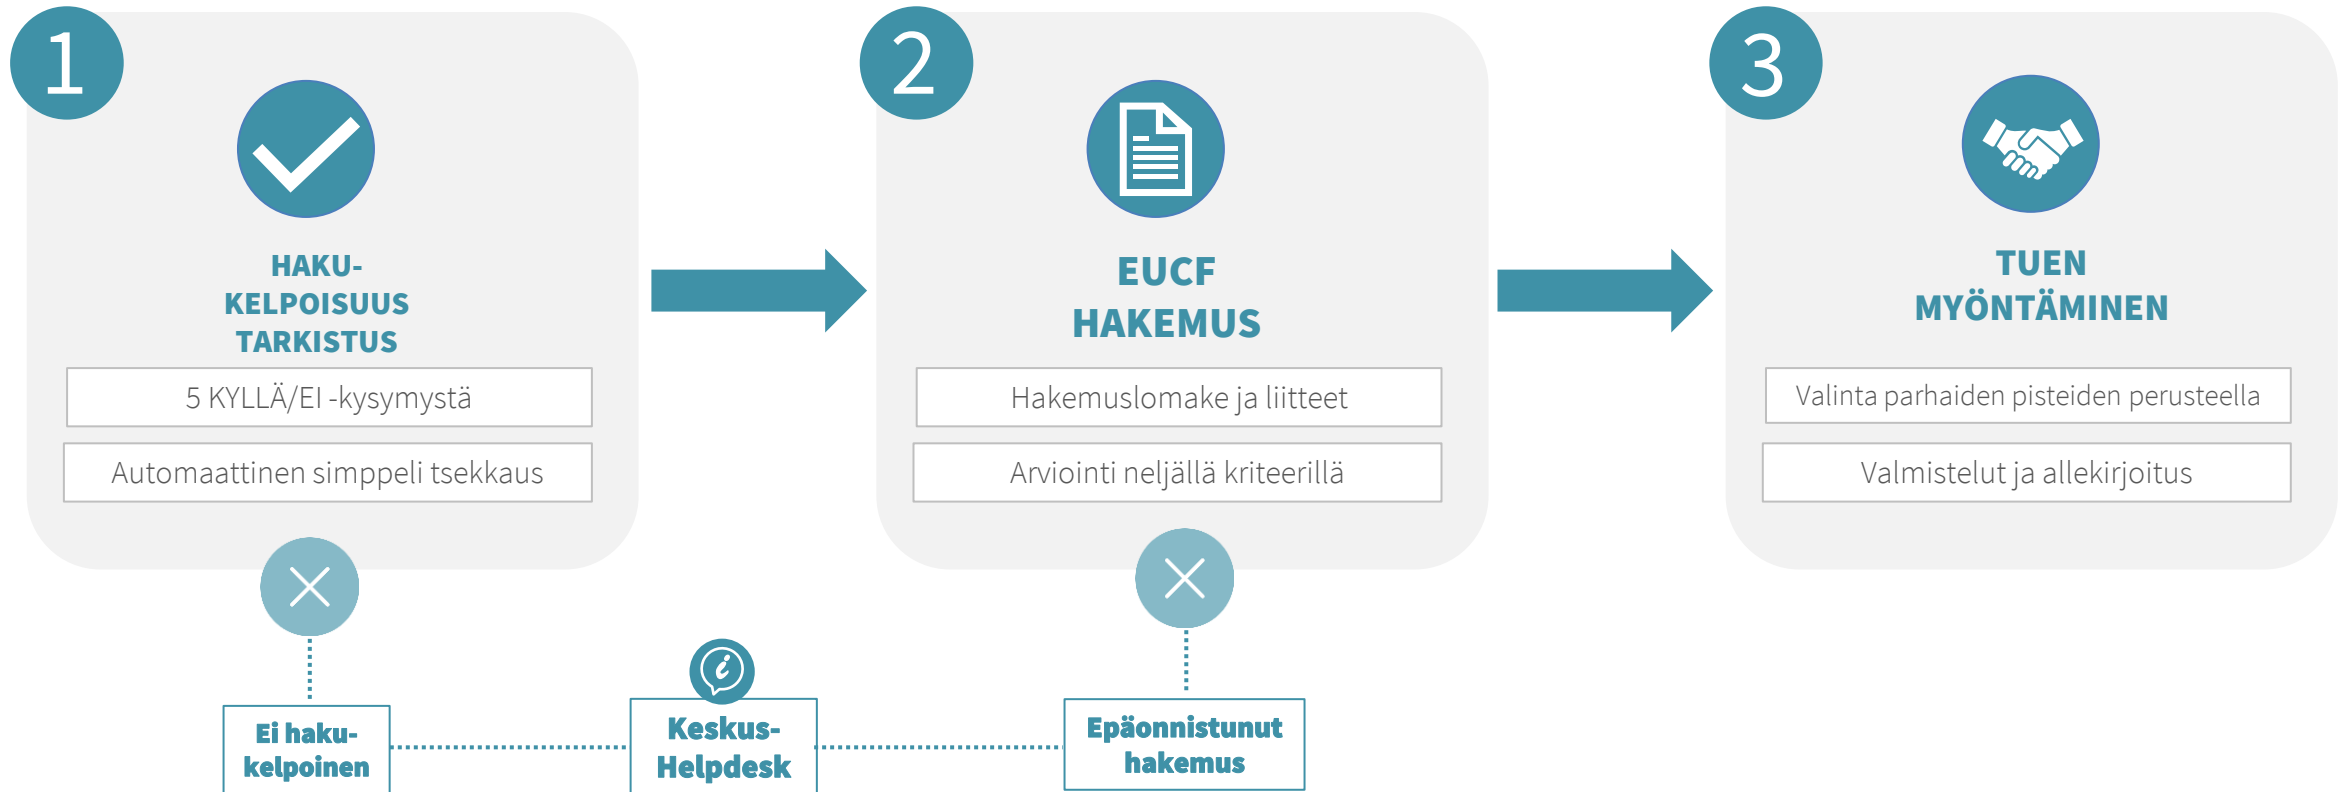 1
HAKU-
KELPOISUUS
TARKISTUS
5 KYLLÄ/EI -kysymystä
Automaattinen simppeli tsekkaus
2
EUCF
HAKEMUS
Hakemuslomake ja liitteet
Arviointi neljällä kriteerillä
3
TUEN
MYÖNTÄMINEN
Valinta parhaiden pisteiden perusteella
Valmistelut ja allekirjoitus
Ei haku-
kelpoinen
i
Keskus-
Helpdesk
Epäonnistunut
hakemus